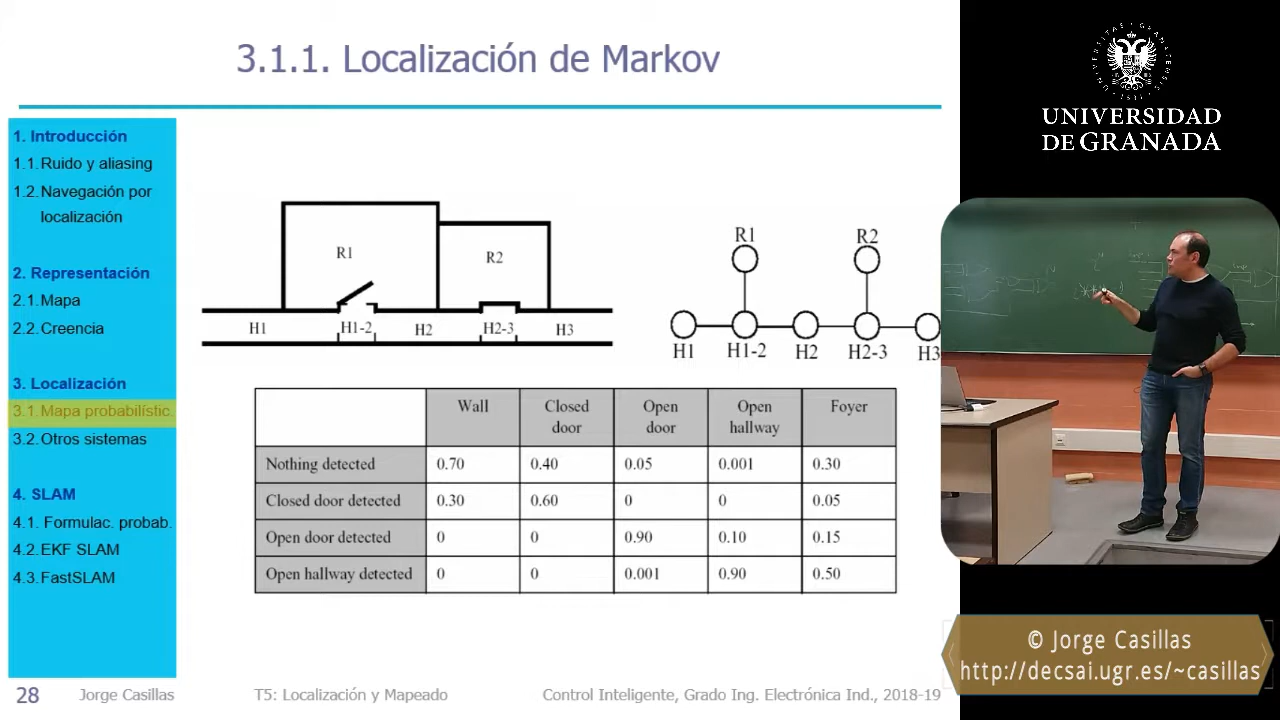 3.1.1. Localización de Markov
1. Introducción
1.1. Ruido y aliasing
1.2. Navegación por
localización
2. Representación
2.1. Mapa
2.2. Creencia
3. Localización
3.1. Mapa probabilístic.
3.2. Otros sistemas
4. SLAM
4.1. Formulac. probab.
4.2. EKF SLAM
4.3. FastSLAM
R1
R2
H1
H1-2
H2
H2-3
H3
R1
R2
H1
H1-2
H2
H2-3
H3
Wall
Closed
door
Open
door
Open
hallway
Foyer
Nothing detected 0.70 0.40 0.05 0.001 0.30
Closed door detected 0.30 0.60 0 0 0.05
Open door detected 0 0 0.90 0.10 0.15
Open hallway detected 0 0 0.001 0.90 0.50
28 Jorge Casillas T5: Localización y Mapeado Control Inteligente, Grado Ing. Electrónica Ind., 2018-19
UNIVERSIDAD
DE GRANADA
© Jorge Casillas
http://decsai.ugr.es/~casillas